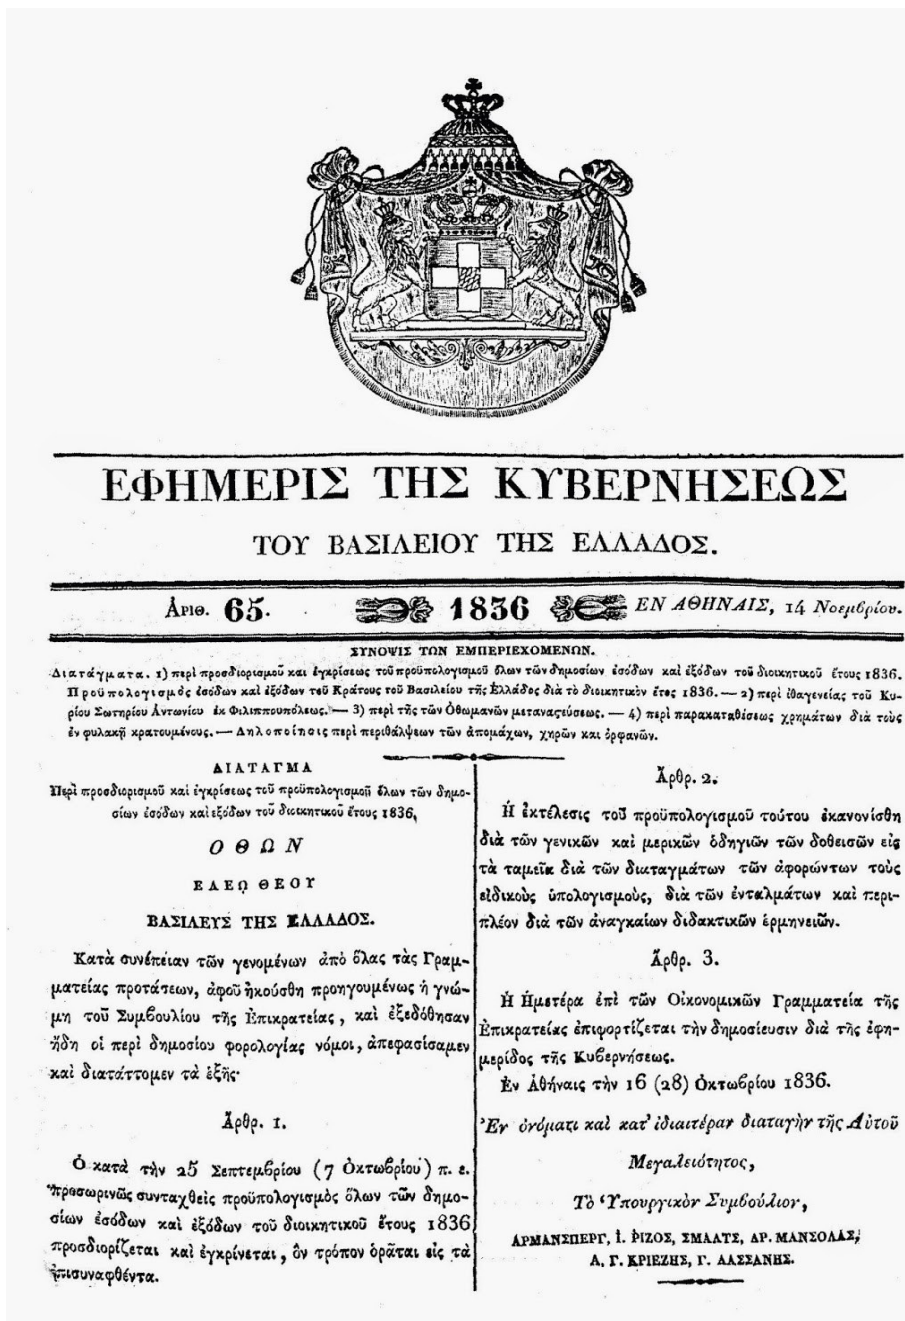 ΕΦΗΜΕΡΙΣ ΤΗΣ ΚΥΒΕΡΝΗΣΕΩΣ
ΤΟΥ ΒΑΣΙΛΕΙΟΥ ΤΗΣ ΕΛΛΑΔΟΣ.
ΑΡΙΘ. 65. 1836 ΕΝ ΑΘΗΝΑΙΣ, 14 Νοεμβρίου.
ΣΥΝΟΨΙΣ ΤΩΝ ΕΜΠΕΡΙΕΧΟΜΕΝΩΝ.
Διατάγματα. 1) περὶ προσδιορισμοῦ και ἐγκρίσεως τοῦ προϋπολογισμοῦ ὅλων τῶν δημοσίων ἐσόδων καὶ ἐξόδων τοῦ διοικητικοῦ ἔτους 1836.
Προϋπολογισμὸς ἐσόδων καὶ ἐξόδων τοῦ Κράτους τοῦ Βασιλείου τῆς Ἑλλάδος διὰ τὸ διοικητικὸν ἔτος 1836. — 2) περὶ ἰθαγενείας τοῦ Κυ-
ρίου Σωτηρίου Ἀντωνίου ἐκ Φιλιππουπόλεως. — 3) περὶ τῆς τῶν Ὀθωμανῶν μεταναςεύσεως. — 4) περὶ παρακαταθέσεως χρημάτων διὰ τοὺς
ἐν φυλακῇ κρατουμένους. — Δηλοποίησις περὶ περιθάλψεων τῶν ἀπομάχων, χηρῶν και ὀρφανῶν.
ΔΙΑΤΑΓΜΑ
Περὶ προσδιορισμοῦ καὶ ἐγκρίσεως τοῦ προϋπολογισμοῦ ὅλων τῶν δημο-
σίων ἐσόδων καὶ ἐξόδων τοῦ διοικητικοῦ ἔτους 1836,
ΟΘΩΝ
ΕΛΕΩ ΘΕΟΥ
ΒΑΣΙΛΕΥΣ ΤΗΣ ΕΛΛΑΔΟΣ.
Κατὰ συνέπειαν τῶν γενομένων ἀπὸ ὅλας τὰς Γραμ-
ματείας προτάσεων, ἀφοῦ ἠκούσθη προηγουμένως ἡ γνώ-
μη τοῦ Συμβουλίου τῆς Ἐπικρατείας, καὶ ἐξεδόθησαν
ἤδη οἱ περὶ δημοσίου φορολογίας νόμοι, ἀπεφασίσαμεν
καὶ διατάττομεν τὰ ἑξῆς·
Ἄρθρ. 1.
Ὁ κατὰ τὴν 25 Σεπτεμβρίου (7 Ὀκτωβρίου) π. ἔ.
προσωρινῶς συνταχθεὶς προϋπολογισμὸς ὅλων τῶν δημο-
σίων ἐσόδων καὶ ἐξόδων τοῦ διοικητικοῦ ἔτους 1836
προσδιορίζεται καὶ ἐγκρίνεται, ὃν τρόπον ὁρᾶται εἰς τὰ
ἐπισυναφθέντα.
Ἄρθρ. 2.
Ἡ ἐκτέλεσις τοῦ προϋπολογισμοῦ τούτου ἐκανονίσθη
διὰ τῶν γενικῶν καὶ μερικῶν ὁδηγιῶν τῶν δοθεισῶν εἰς
τὰ ταμεῖα διὰ τῶν διαταγμάτων τῶν ἀφορώντων τοὺς
εἰδικοὺς ὑπολογισμοὺς, διὰ τῶν ἐνταλμάτων καὶ περι-
πλέον διὰ τῶν ἀναγκαίων διδακτικῶν ἑρμηνειῶν.
Ἄρθρ. 3.
Ἡ Ἡμετέρα ἐπὶ τῶν Οἰκονομικῶν Γραμματεία τῆς
Ἐπικρατείας ἐπιφορτίζεται τὴν δημοσίευσιν διὰ τῆς ἐφη-
μερίδος τῆς Κυβερνήσεως.
Ἐν Ἀθήναις τὴν 16 (28) Ὀκτωβρίου 1836.
Ἐν ὀνόματι καὶ κατ' ἰδιαιτέραν διαταγὴν τῆς Αὐτοῦ
Μεγαλειότητος,
Τὸ Ὑπουργικὸν Συμβούλιον,
ΑΡΜΑΝΣΠΕΡΓ, Ι. ΡΙΖΟΣ, ΣΜΑΛΤΣ, ΔΡ. ΜΑΝΣΟΛΑΣ,
Α. Γ. ΚΡΙΕΖΗΣ, Γ. ΛΑΣΣΑΝΗΣ.